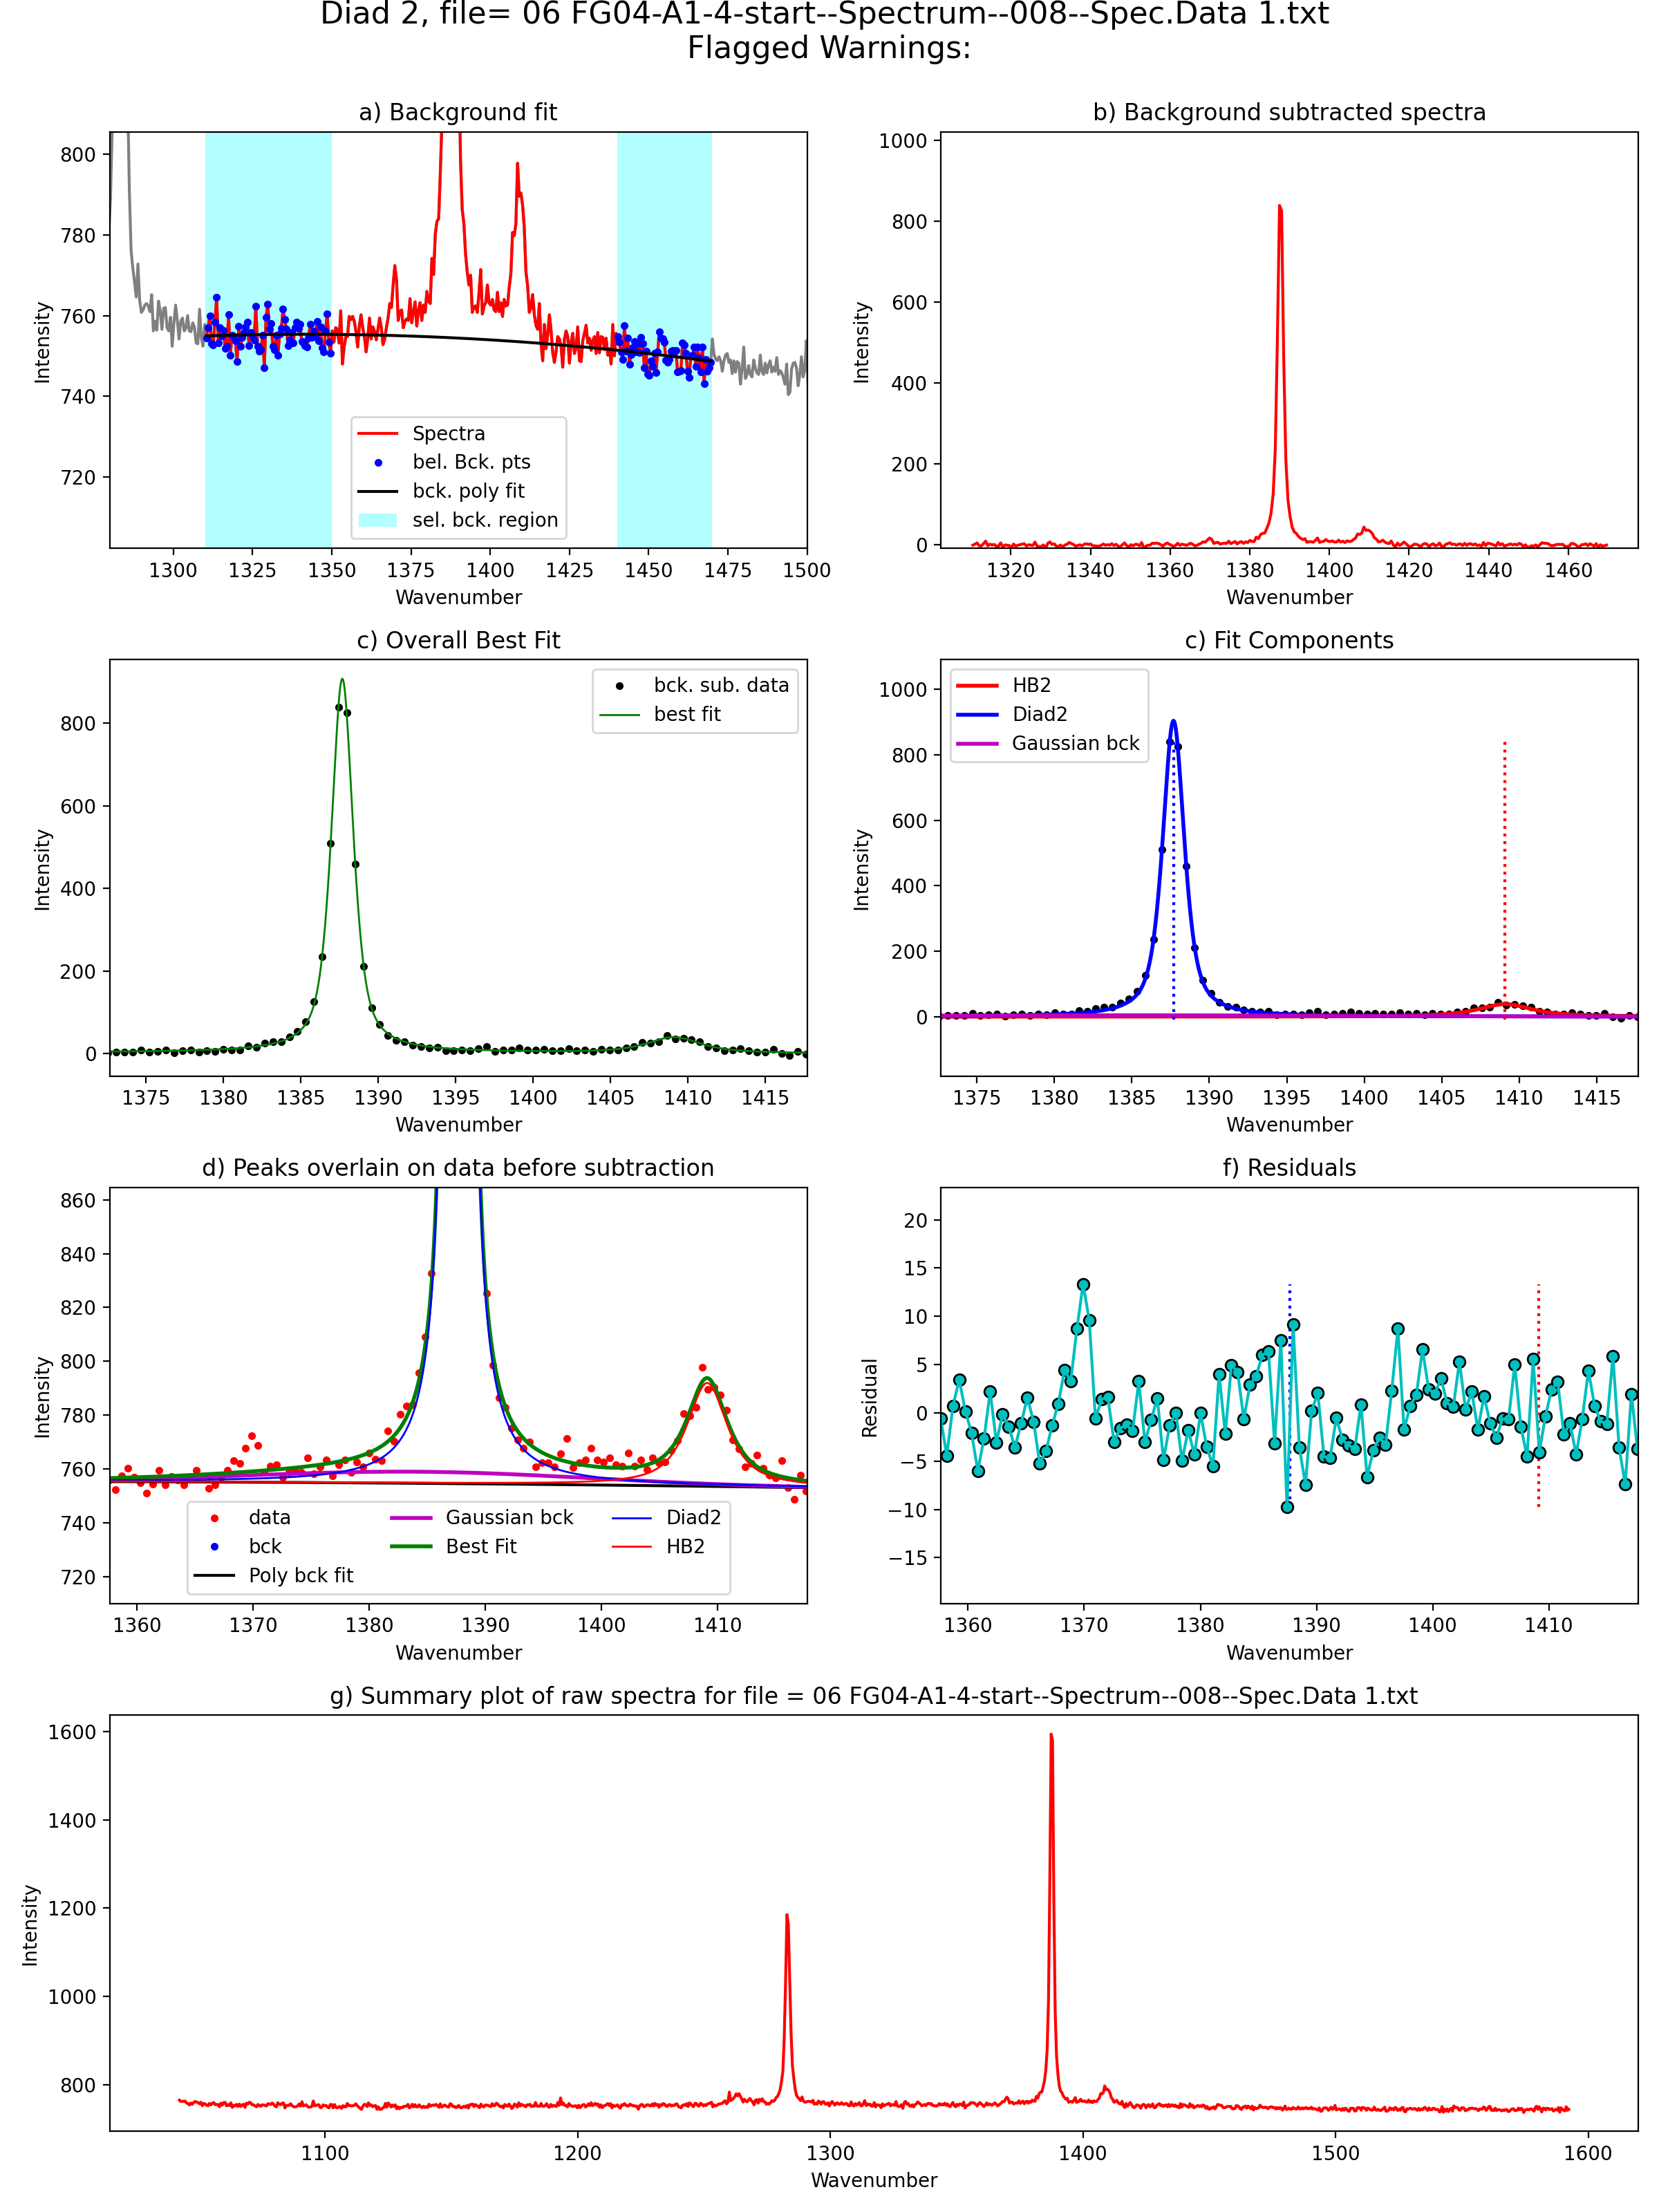 Diad 2, file= 06 FG04-A1-4-start--Spectrum--008--Spec.Data 1.txt
Flagged Warnings:
a) Background fit
800
780
760
740
720
Intensity
Spectra
bel. Bck. pts
bck. poly fit
sel. bck. region
1300 1325 1350 1375 1400 1425 1450 1475 1500
Wavenumber
b) Background subtracted spectra
1000
800
600
400
200
0
Intensity
1320 1340 1360 1380 1400 1420 1440 1460
Wavenumber
c) Overall Best Fit
800
600
400
200
0
Intensity
bck. sub. data
best fit
1375 1380 1385 1390 1395 1400 1405 1410 1415
Wavenumber
c) Fit Components
1000
800
600
400
200
0
Intensity
HB2
Diad2
Gaussian bck
1375 1380 1385 1390 1395 1400 1405 1410 1415
Wavenumber
d) Peaks overlain on data before subtraction
860
840
820
800
780
760
740
720
Intensity
data
bck
Poly bck fit
Gaussian bck
Best Fit
Diad2
HB2
1360 1370 1380 1390 1400 1410
Wavenumber
f) Residuals
20
15
10
5
0
−5
−10
−15
Residual
1360 1370 1380 1390 1400 1410
Wavenumber
g) Summary plot of raw spectra for file = 06 FG04-A1-4-start--Spectrum--008--Spec.Data 1.txt
1600
1400
1200
1000
800
Intensity
1100 1200 1300 1400 1500 1600
Wavenumber